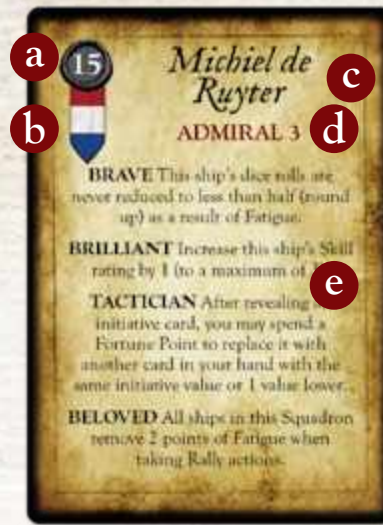 a
15
Michiel de
Ruyter
c
b
ADMIRAL 3
d
BRAVE This ship's dice rolls are
never reduced to less than half (round
up) as a result of Fatigue.
BRILLIANT Increase this ship's Skill
rating by 1 (to a maximum of
e
TACTICIAN After revealing
initiative card, you may spend a
Fortune Point to replace it with
another card in your hand with the
same initiative value or 1 value lower.
BELOVED All ships in this Squadron
remove 2 points of Fatigue when
taking Rally actions.